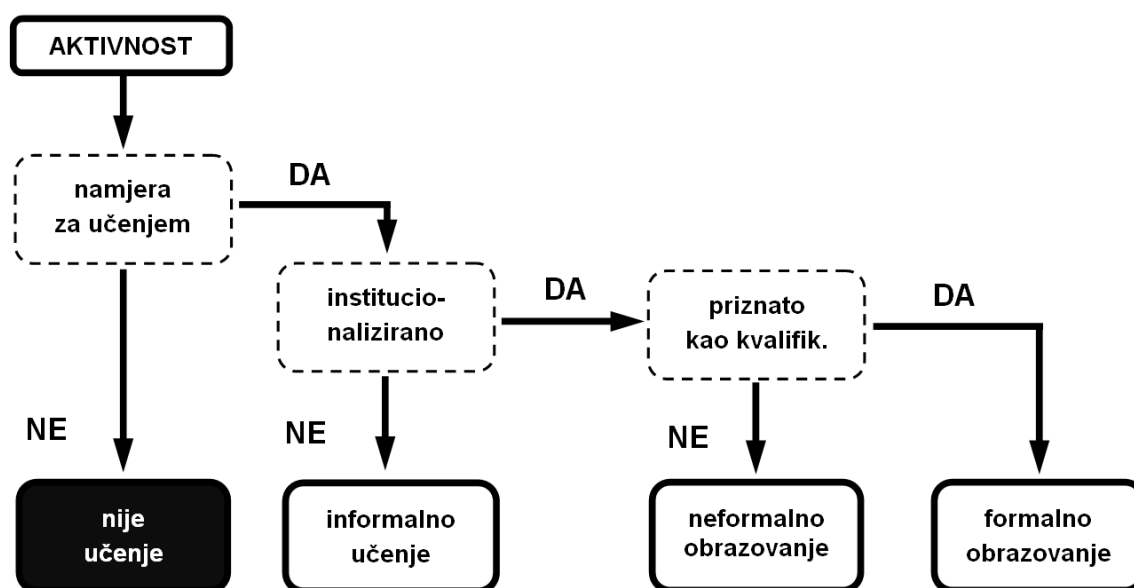 AKTIVNOST
namjera
za učenjem
DA
institucio-
nalizirano
DA
priznato
kao kvalifik.
DA
NE
NE
NE
nije
učenje
informalno
učenje
neformalno
obrazovanje
formalno
obrazovanje